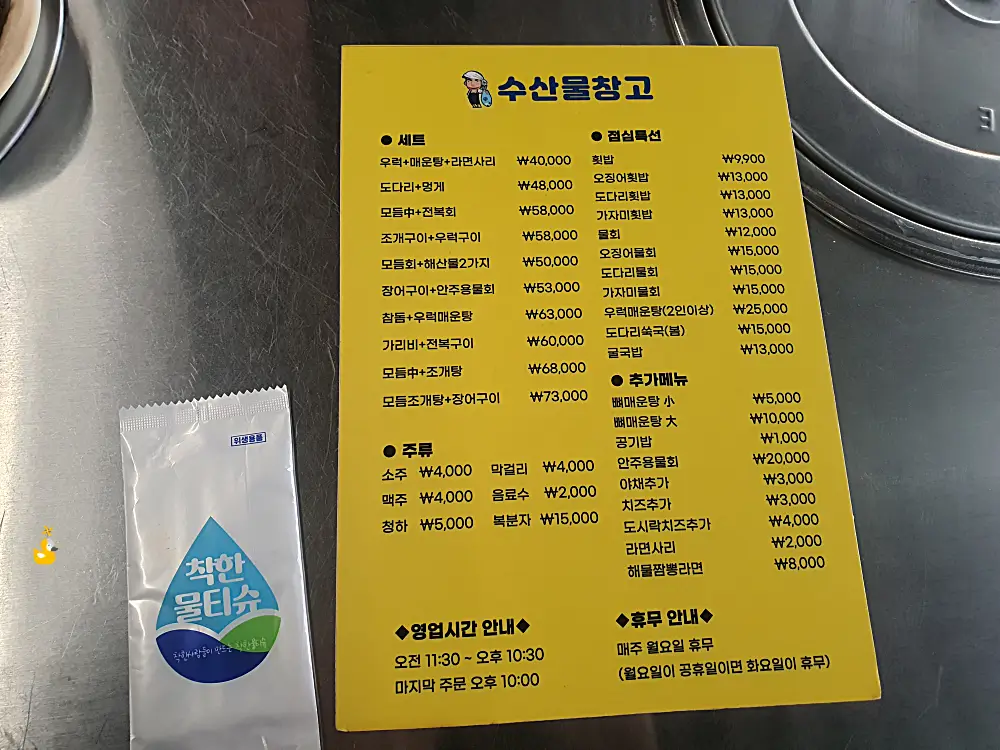 수산물창고
● 세트
우럭+매운탕+라면사리 ₩40,000
도다리+멍게 ₩48,000
모듬中+전복회 ₩58,000
조개구이+우럭구이 ₩58,000
모듬회+해산물2가지 ₩50,000
장어구이+안주용물회 ₩53,000
참돔+우럭매운탕 ₩63,000
가리비+전복구이 ₩60,000
모듬中+조개탕 ₩68,000
모듬조개탕+장어구이 ₩73,000
● 주류
소주 ₩4,000 막걸리 ₩4,000
맥주 ₩4,000 음료수 ₩2,000
청하 ₩5,000 복분자 ₩15,000
◆영업시간 안내◆
오전 11:30 ~ 오후 10:30
마지막 주문 오후 10:00
● 점심특선
횟밥 ₩9,900
오징어횟밥 ₩13,000
도다리횟밥 ₩13,000
가자미횟밥 ₩13,000
물회 ₩12,000
오징어물회 ₩15,000
도다리물회 ₩15,000
가자미물회 ₩15,000
우럭매운탕(2인이상) ₩25,000
도다리쑥국(봄) ₩15,000
굴국밥 ₩13,000
● 추가메뉴
뼈매운탕 小 ₩5,000
뼈매운탕 大 ₩10,000
공기밥 ₩1,000
안주용물회 ₩20,000
야채추가 ₩3,000
치즈추가 ₩3,000
도시락치즈추가 ₩4,000
라면사리 ₩2,000
해물짬뽕라면 ₩8,000
◆휴무 안내◆
매주 월요일 휴무
(월요일이 공휴일이면 화요일이 휴무)
위생용품
착한
물티슈